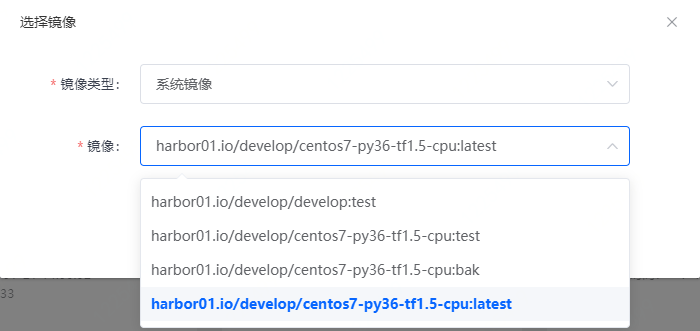 选择镜像
* 镜像类型：
系统镜像
* 镜像：
harbor01.io/develop/centos7-py36-tf1.5-cpu:latest
harbor01.io/develop/develop:test
harbor01.io/develop/centos7-py36-tf1.5-cpu:test
harbor01.io/develop/centos7-py36-tf1.5-cpu:bak
harbor01.io/develop/centos7-py36-tf1.5-cpu:latest
33